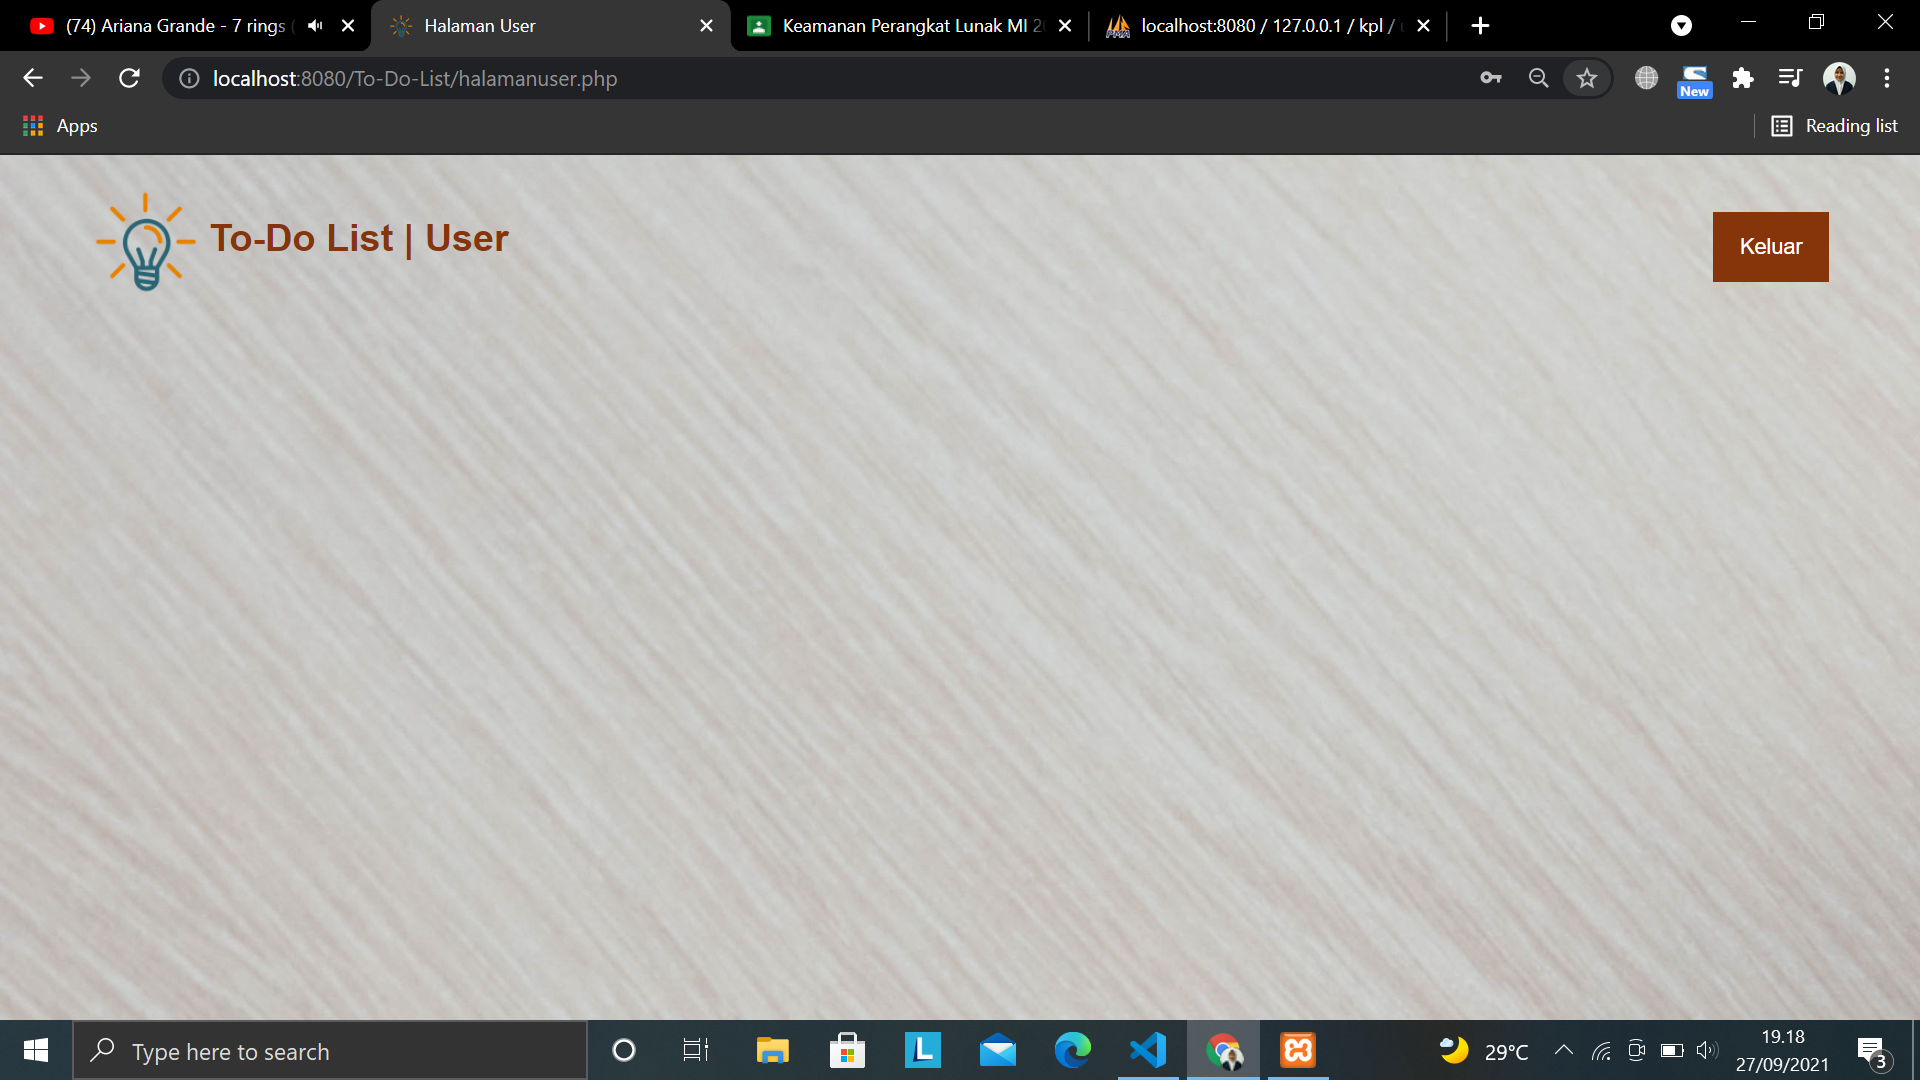 (74) Ariana Grande - 7 rings
Halaman User
Keamanan Perangkat Lunak MI
localhost:8080 / 127.0.0.1 / kpl /
localhost:8080/To-Do-List/halamanuser.php
New
Apps
Reading list
To-Do List | User
Keluar
Type here to search
29°C
19.18
27/09/2021
3